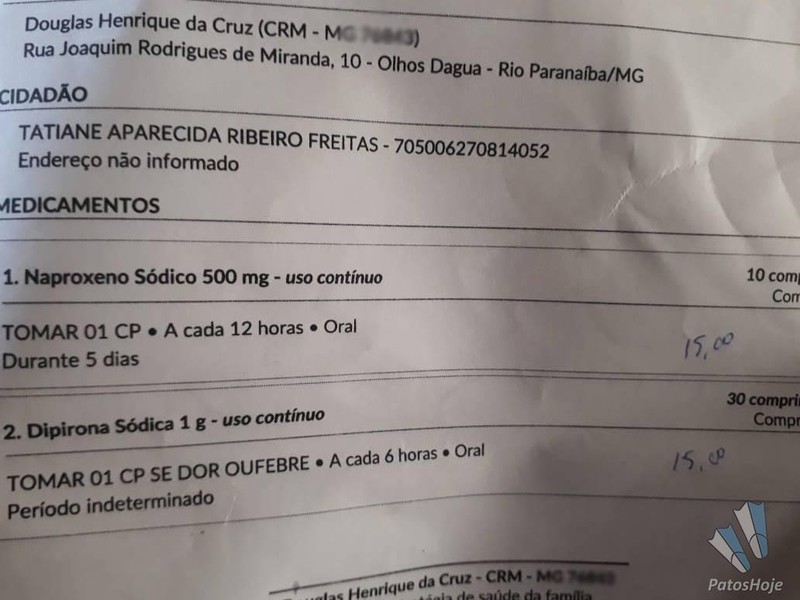 Douglas Henrique da Cruz (CRM - MG
Rua Joaquim Rodrigues de Miranda, 10 - Olhos Dagua - Rio Paranaíba/MG
CIDADÃO
TATIANE APARECIDA RIBEIRO FREITAS - 705006270814052
Endereço não informado
MEDICAMENTOS
1. Naproxeno Sódico 500 mg - uso contínuo
10 comp
Com
TOMAR 01 CP • A cada 12 horas • Oral
15,00
Durante 5 dias
2. Dipirona Sódica 1 g - uso contínuo
30 compri
Compr
TOMAR 01 CP SE DOR OUFEBRE • A cada 6 horas • Oral
15,00
Período indeterminado
uglas Henrique da Cruz - CRM - MG
de saúde da família
PatosHoje